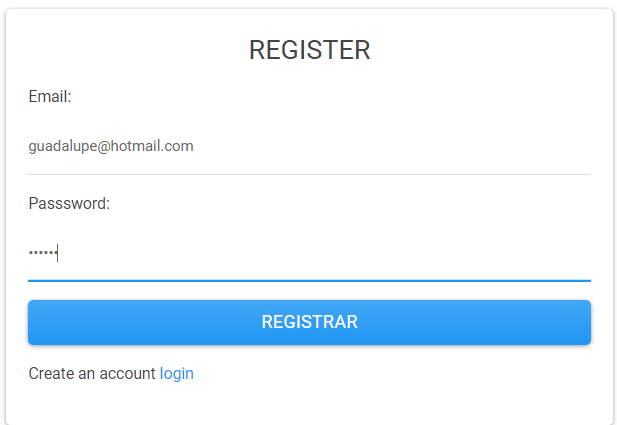 REGISTER
Email:
guadalupe@hotmail.com
Passsword:
••••••
REGISTRAR
Create an account login